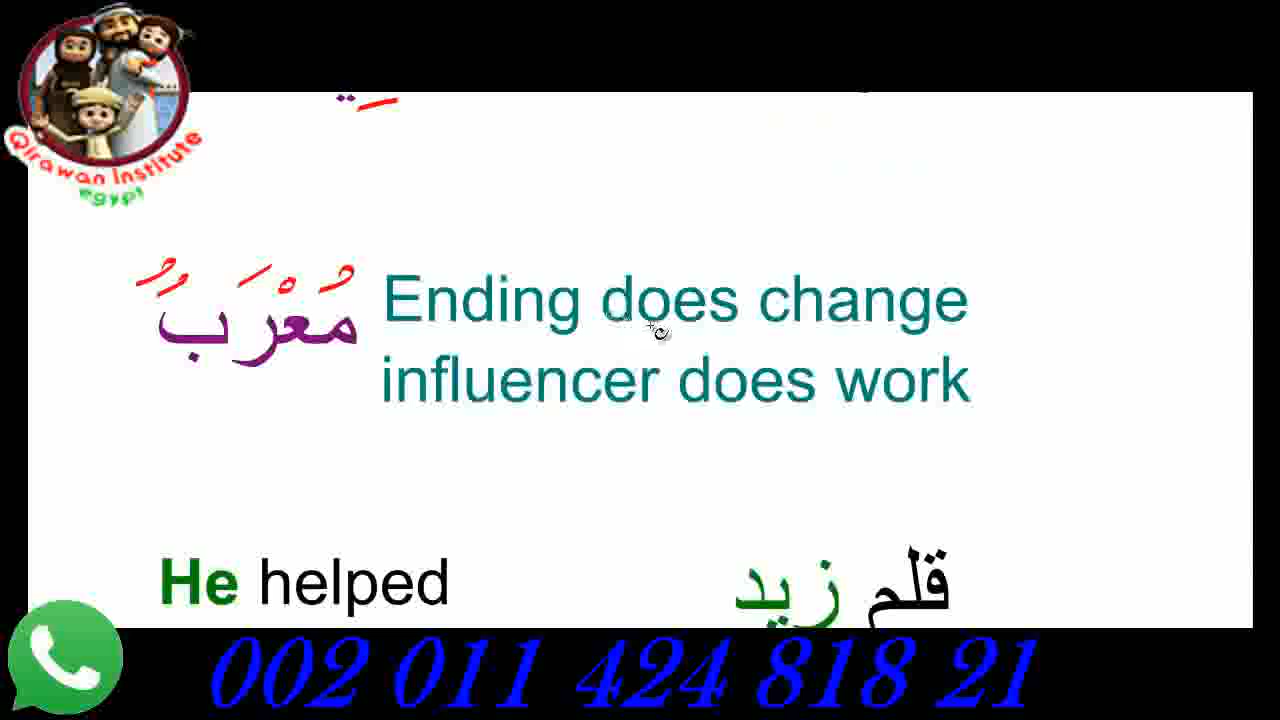 Qirawan Institute
egypt
مُعْرَبٌ Ending does change
influencer does work
He helped قلم زيد
002 011 424 818 21